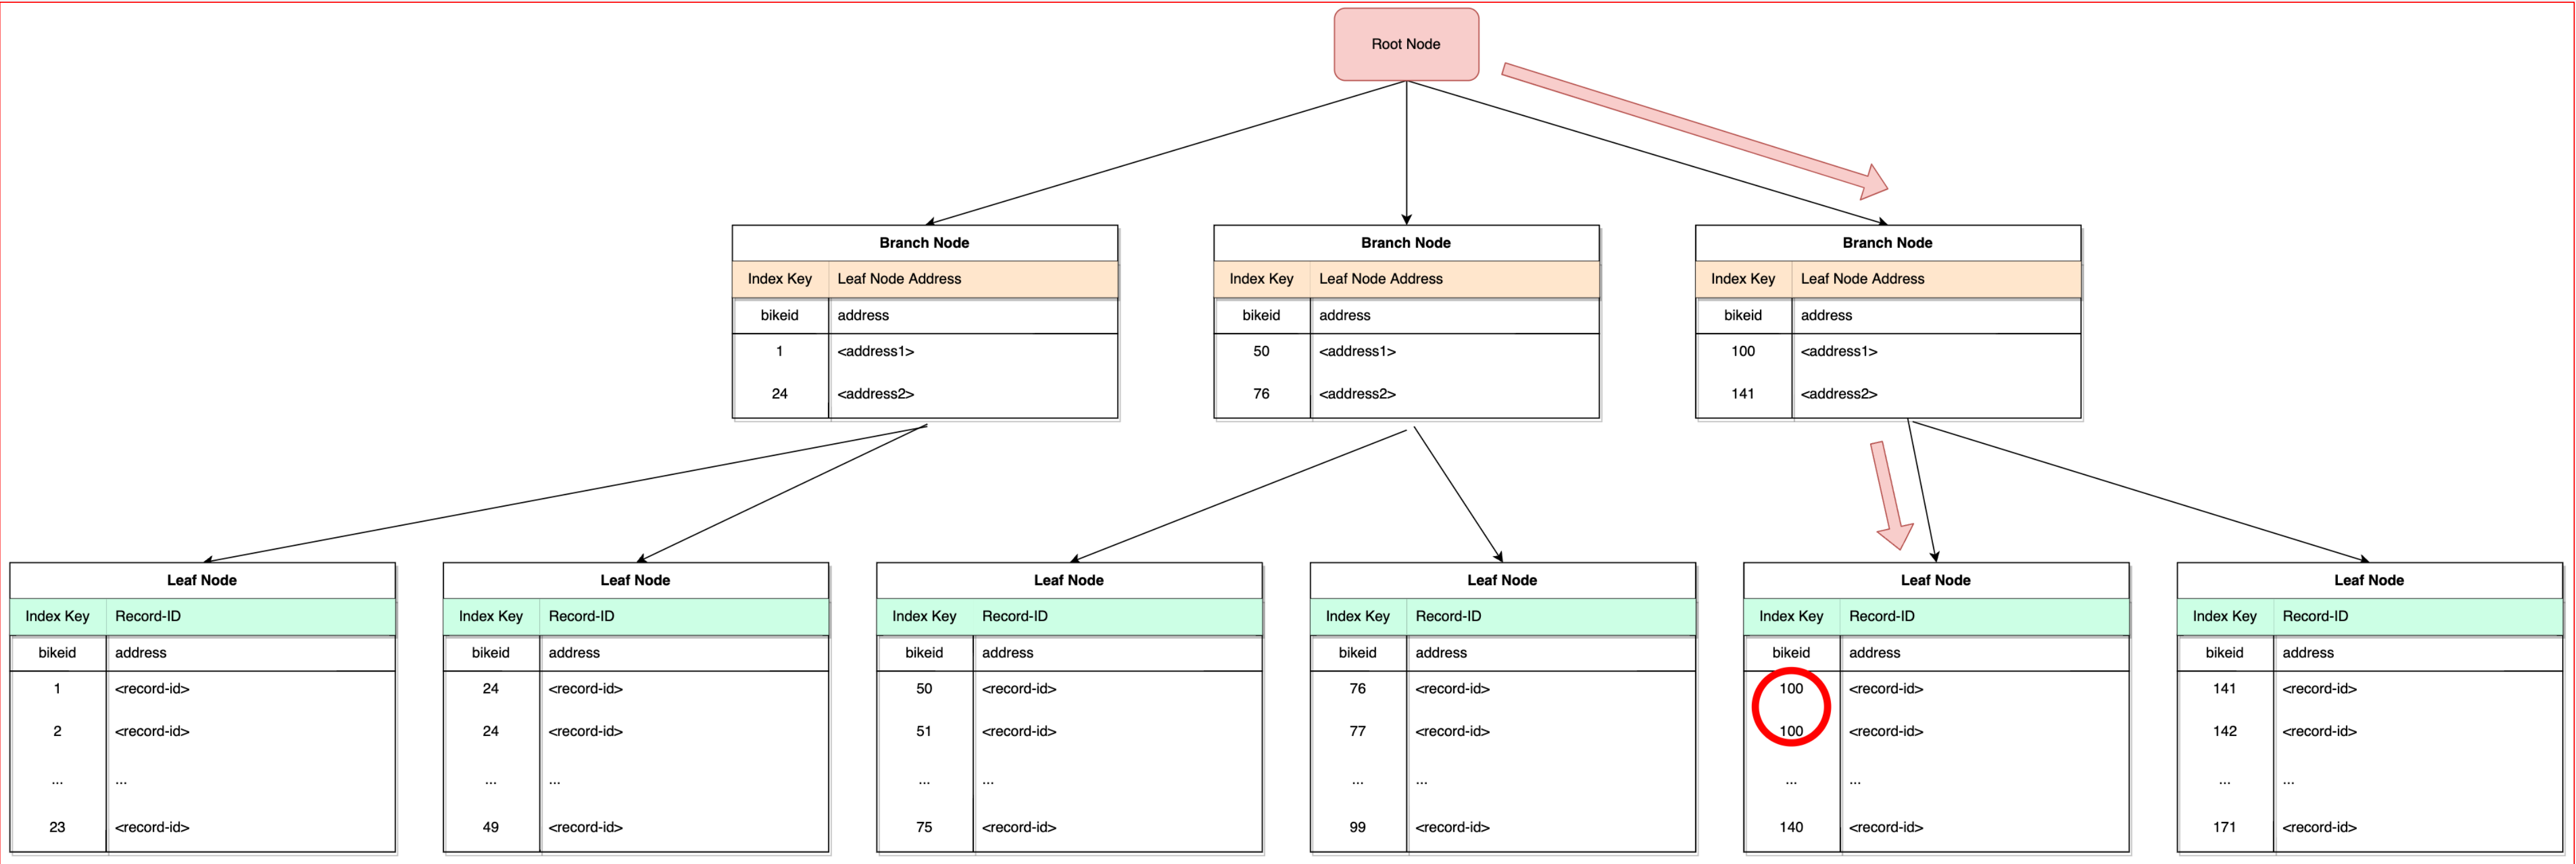 Root Node
Branch Node
Index Key Leaf Node Address
bikeid address
1 <address1>
24 <address2>
Branch Node
Index Key Leaf Node Address
bikeid address
50 <address1>
76 <address2>
Branch Node
Index Key Leaf Node Address
bikeid address
100 <address1>
141 <address2>
Leaf Node
Index Key Record-ID
bikeid address
1 <record-id>
2 <record-id>
... ...
23 <record-id>
Leaf Node
Index Key Record-ID
bikeid address
24 <record-id>
24 <record-id>
... ...
49 <record-id>
Leaf Node
Index Key Record-ID
bikeid address
50 <record-id>
51 <record-id>
... ...
75 <record-id>
Leaf Node
Index Key Record-ID
bikeid address
76 <record-id>
77 <record-id>
... ...
99 <record-id>
Leaf Node
Index Key Record-ID
bikeid address
100 <record-id>
100 <record-id>
... ...
140 <record-id>
Leaf Node
Index Key Record-ID
bikeid address
141 <record-id>
142 <record-id>
... ...
171 <record-id>